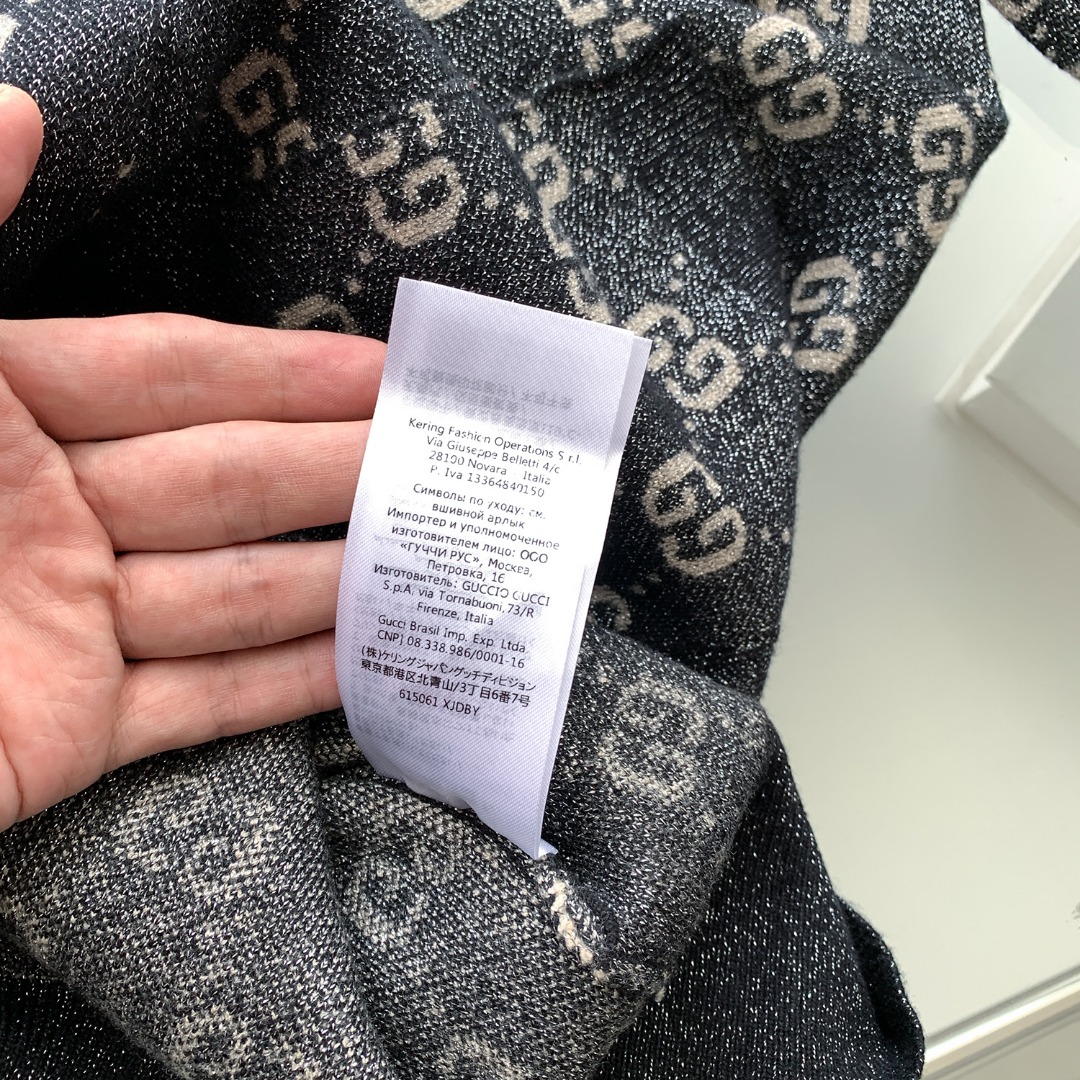 Kering Fashion Operations S.r.l.
Via Giuseppe Belletti 4/c
28100 Novara Italia
P. Iva 13364840150
Символы по уходу: см.
вшивной арлык
Импортер и уполномоченное
изготовителем лицо: ООО
«ГУЧЧИ РУС», Москва,
Петровка, 16
Изготовитель: GUCCIO GUCCI
S.p.A. via Tornabuoni, 73/R
Firenze, Italia
Gucci Brasil Imp. Exp. Ltda.
CNPJ 08.338.986/0001-16
(株)ケリングジャパングッチディビジョン
東京都港区北青山/3丁目6番7号
615061 XJDBY